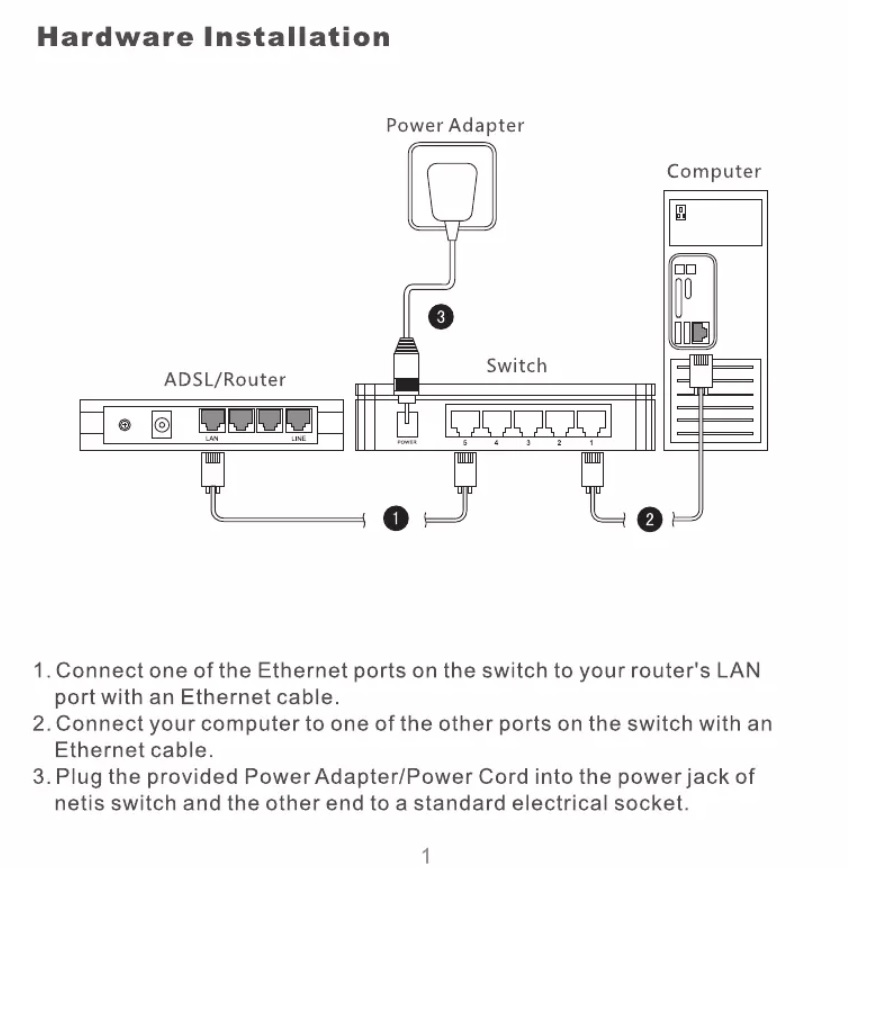 Hardware Installation
Power Adapter
Computer
3
Switch
ADSL/Router
LAN
LINE
POWER
5 4 3 2 1
1
2
1. Connect one of the Ethernet ports on the switch to your router's LAN
port with an Ethernet cable.
2. Connect your computer to one of the other ports on the switch with an
Ethernet cable.
3. Plug the provided Power Adapter/Power Cord into the power jack of
netis switch and the other end to a standard electrical socket.
1